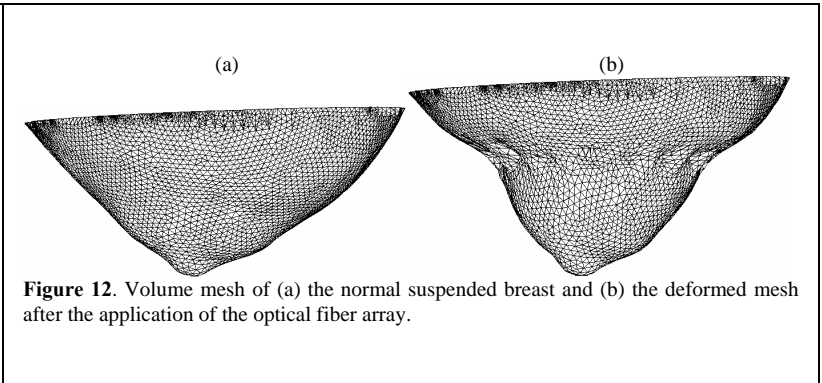 (a)
(b)
Figure 12. Volume mesh of (a) the normal suspended breast and (b) the deformed mesh
after the application of the optical fiber array.